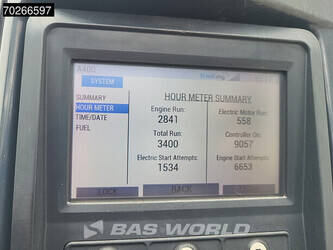 70266597
SYSTEM
SUMMARY
HOUR METER
TIME/DATE
FUEL
HOUR METER SUMMARY
Engine Run:
2841
Electric Motor Run:
558
Total Run:
3400
Controller On:
9057
Electric Start Attempts:
1534
Engine Start Attempts:
6653
LOCK
BACK
BAS WORLD